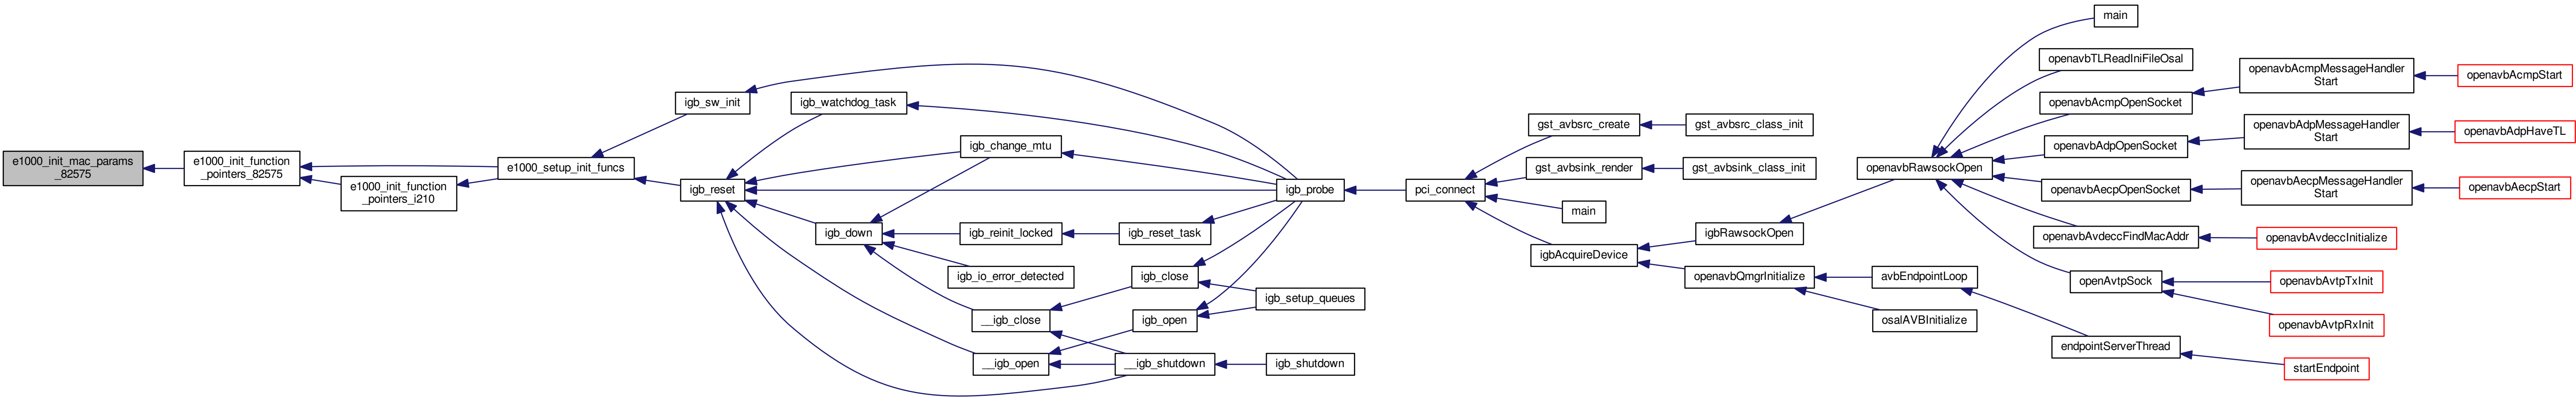 e1000_init_mac_params
_82575
e1000_init_function
_pointers_82575
e1000_init_function
_pointers_i210
e1000_setup_init_funcs
igb_sw_init
igb_reset
igb_watchdog_task
igb_change_mtu
igb_down
igb_reinit_locked
igb_reset_task
igb_io_error_detected
__igb_close
__igb_open
igb_close
igb_open
__igb_shutdown
igb_probe
igb_setup_queues
igb_shutdown
pci_connect
gst_avbsrc_create
gst_avbsrc_class_init
gst_avbsink_render
gst_avbsink_class_init
main
igbAcquireDevice
igbRawsockOpen
openavbQmgrInitialize
avbEndpointLoop
osalAVBInitialize
openavbRawsockOpen
main
openavbTLReadIniFileOsal
openavbAcmpOpenSocket
openavbAcmpMessageHandler
Start
openavbAcmpStart
openavbAdpOpenSocket
openavbAdpMessageHandler
Start
openavbAdpHaveTL
openavbAecpOpenSocket
openavbAecpMessageHandler
Start
openavbAecpStart
openavbAvdeccFindMacAddr
openavbAvdeccInitialize
openAvtpSock
openavbAvtpTxInit
openavbAvtpRxInit
endpointServerThread
startEndpoint